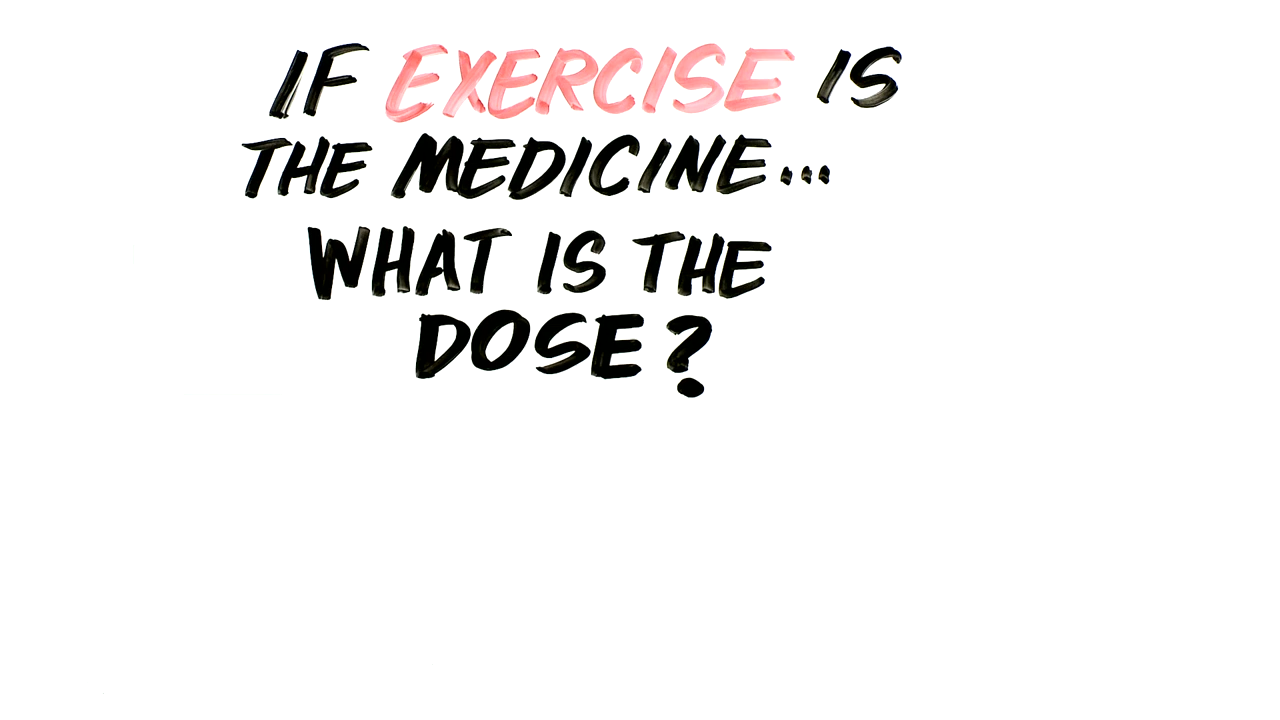 IF EXERCISE IS
THE MEDICINE...
WHAT IS THE
DOSE?